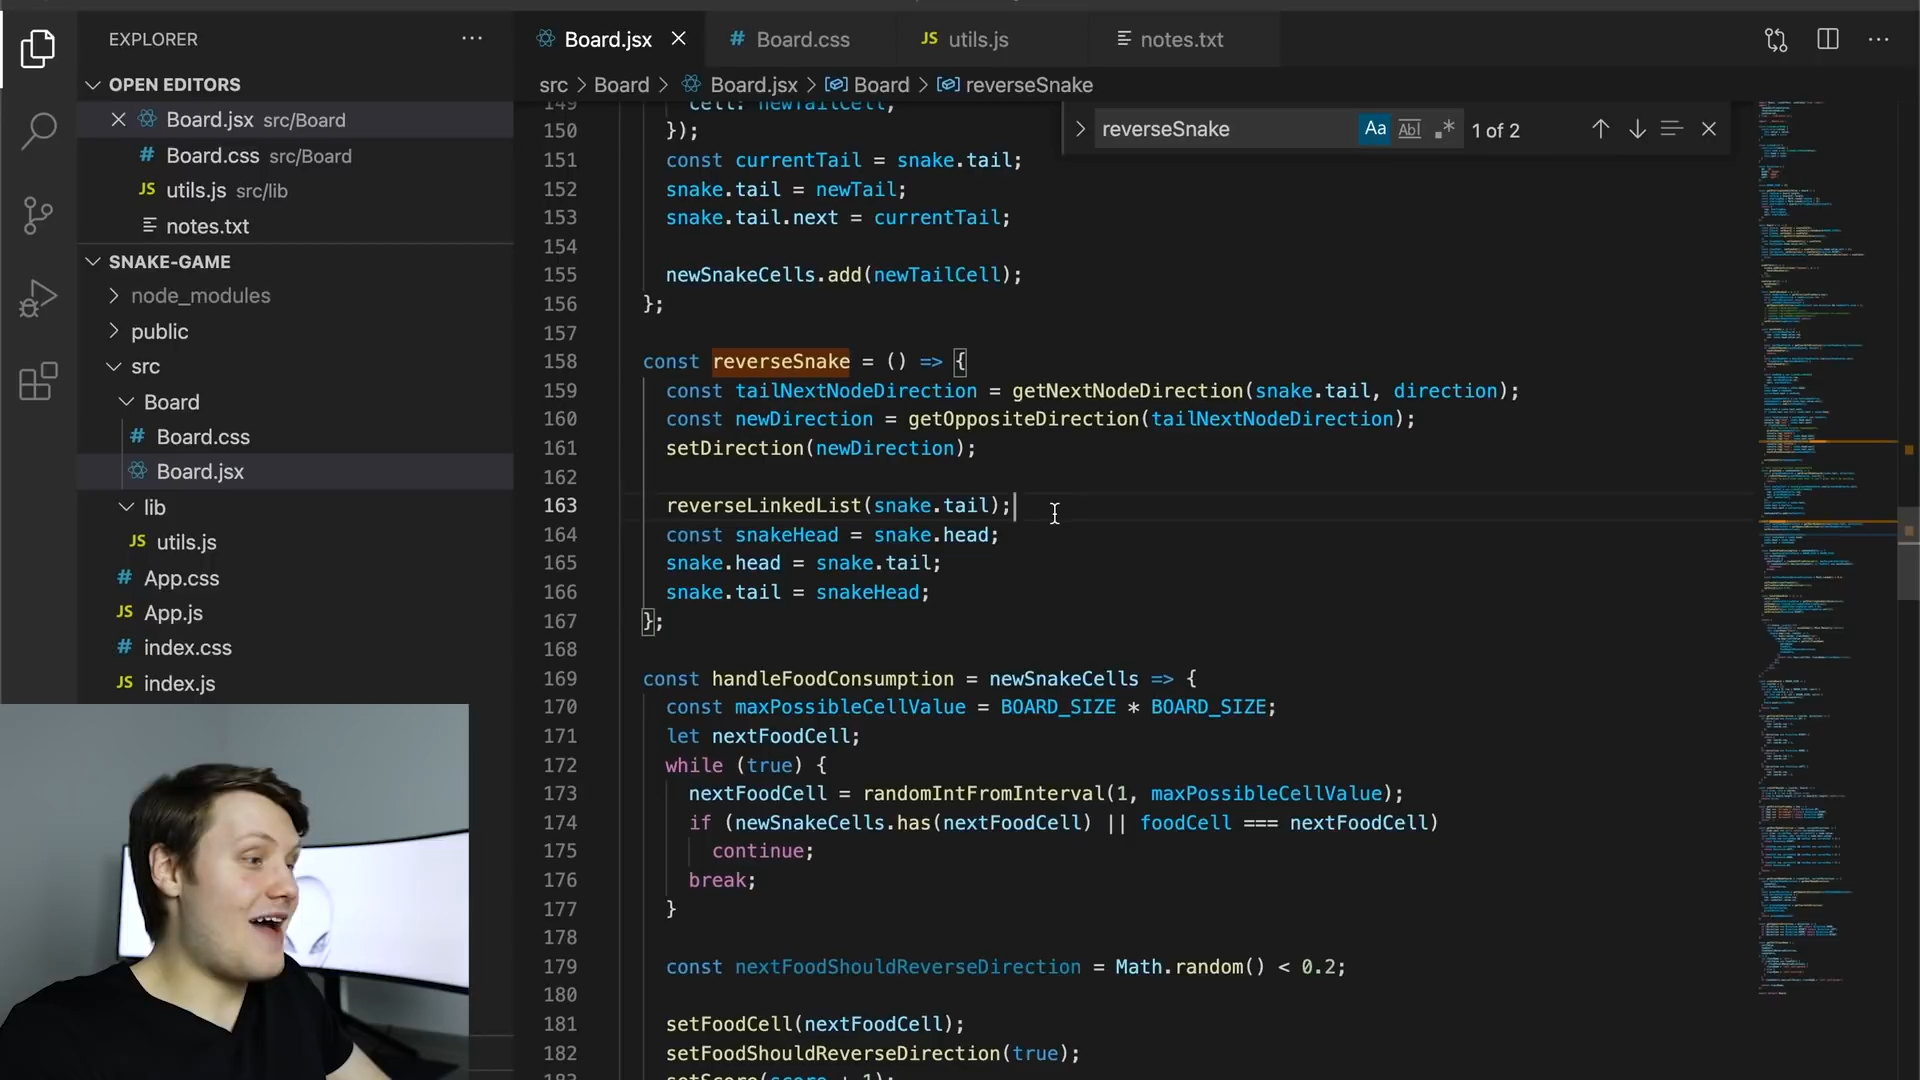 EXPLORER
OPEN EDITORS
Board.jsx src/Board
Board.css src/Board
utils.js src/lib
notes.txt
SNAKE-GAME
node_modules
public
src
Board
Board.css
Board.jsx
lib
utils.js
App.css
App.js
index.css
index.js
Board.jsx
Board.css
utils.js
notes.txt
src > Board > Board.jsx > Board > reverseSnake
reverseSnake Aa Abl .* 1 of 2
149 cell: newTailCell,
150 });
151 const currentTail = snake.tail;
152 snake.tail = newTail;
153 snake.tail.next = currentTail;
154
155 newSnakeCells.add(newTailCell);
156 };
157
158 const reverseSnake = () => {
159 const tailNextNodeDirection = getNextNodeDirection(snake.tail, direction);
160 const newDirection = getOppositeDirection(tailNextNodeDirection);
161 setDirection(newDirection);
162
163 reverseLinkedList(snake.tail);
164 const snakeHead = snake.head;
165 snake.head = snake.tail;
166 snake.tail = snakeHead;
167 };
168
169 const handleFoodConsumption = newSnakeCells => {
170 const maxPossibleCellValue = BOARD_SIZE * BOARD_SIZE;
171 let nextFoodCell;
172 while (true) {
173 nextFoodCell = randomIntFromInterval(1, maxPossibleCellValue);
174 if (newSnakeCells.has(nextFoodCell) || foodCell === nextFoodCell)
175 continue;
176 break;
177 }
178
179 const nextFoodShouldReverseDirection = Math.random() < 0.2;
180
181 setFoodCell(nextFoodCell);
182 setFoodShouldReverseDirection(true);
183 setScore(score + 1);